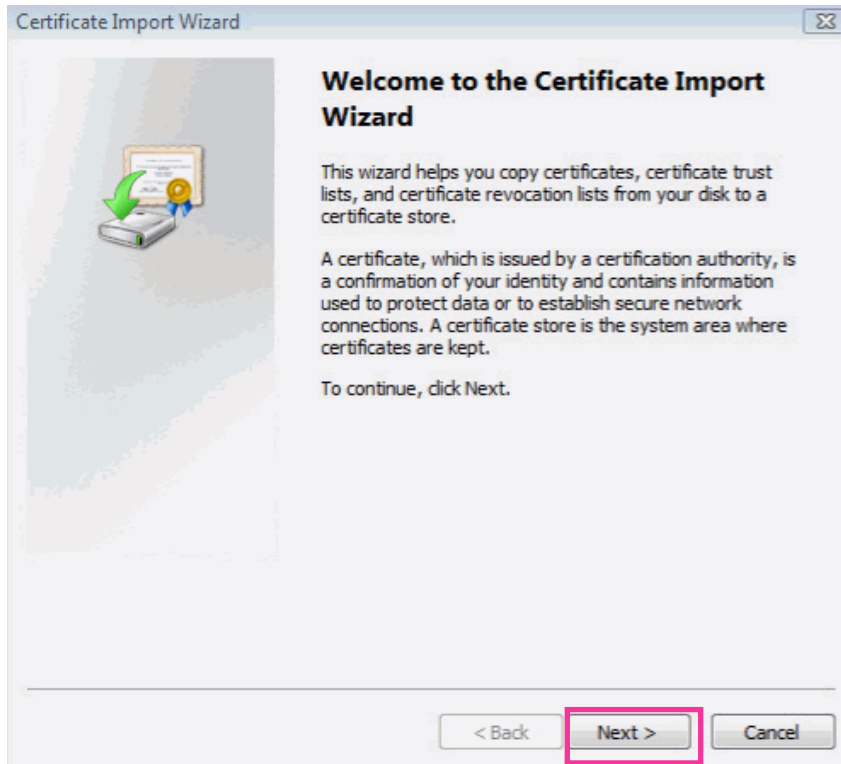 Certificate Import Wizard
Welcome to the Certificate Import
Wizard
This wizard helps you copy certificates, certificate trust
lists, and certificate revocation lists from your disk to a
certificate store.
A certificate, which is issued by a certification authority, is
a confirmation of your identity and contains information
used to protect data or to establish secure network
connections. A certificate store is the system area where
certificates are kept.
To continue, click Next.
< Back Next > Cancel